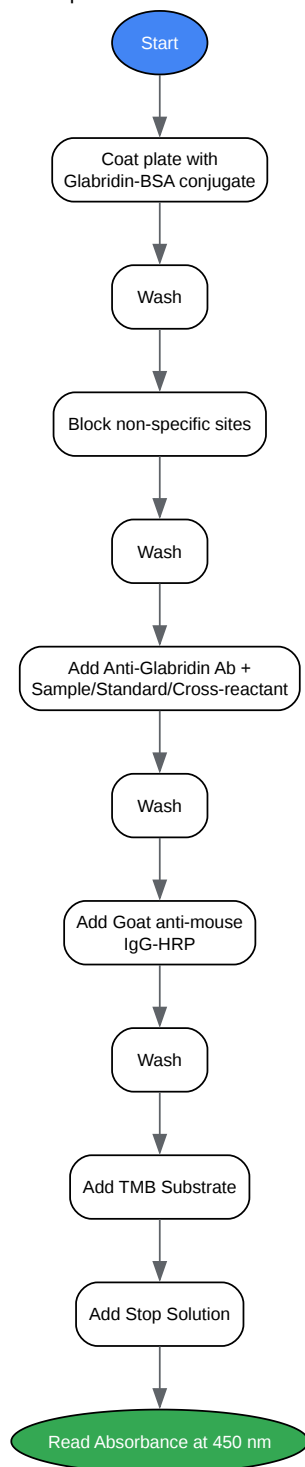 Start
Coat plate with
Glabridin-BSA conjugate
Wash
Block non-specific sites
Wash
Add Anti-Glabridin Ab +
Sample/Standard/Cross-reactant
Wash
Add Goat anti-mouse
IgG-HRP
Wash
Add TMB Substrate
Add Stop Solution
Read Absorbance at 450 nm